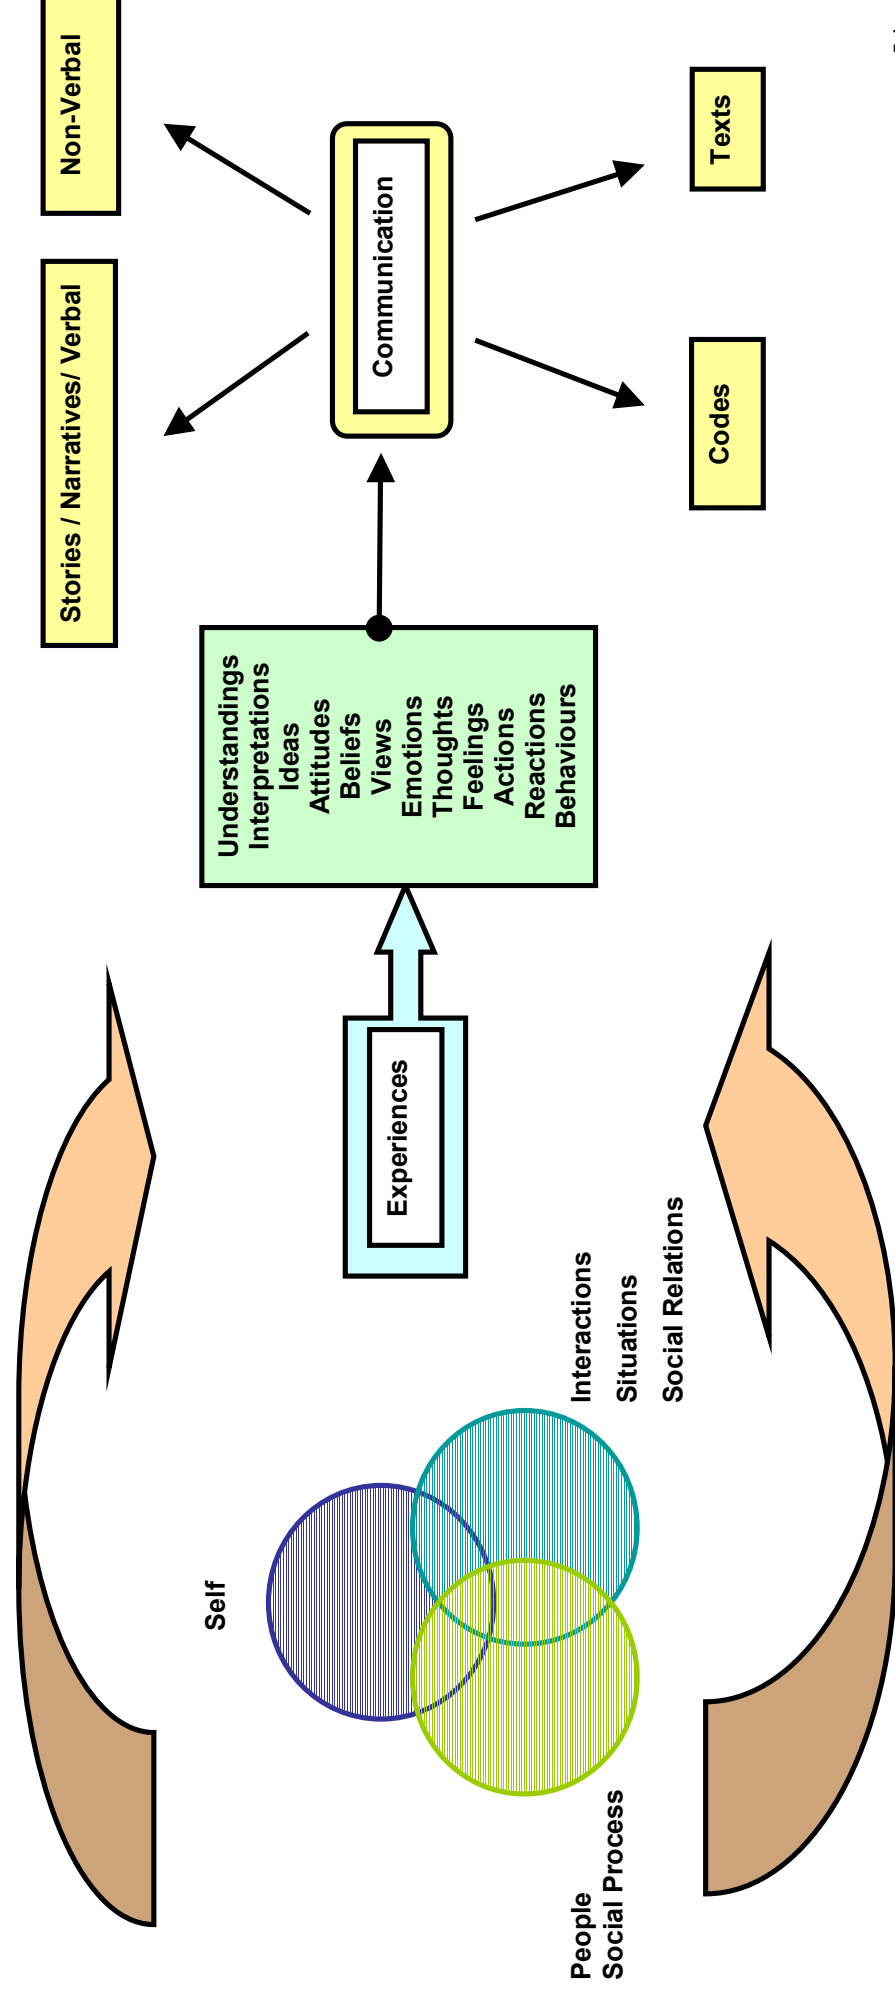 Self
People
Social Process
Interactions
Situations
Social Relations
Experiences
Understandings
Interpretations
Ideas
Attitudes
Beliefs
Views
Emotions
Thoughts
Feelings
Actions
Reactions
Behaviours
Communication
Stories / Narratives/ Verbal
Non-Verbal
Codes
Texts